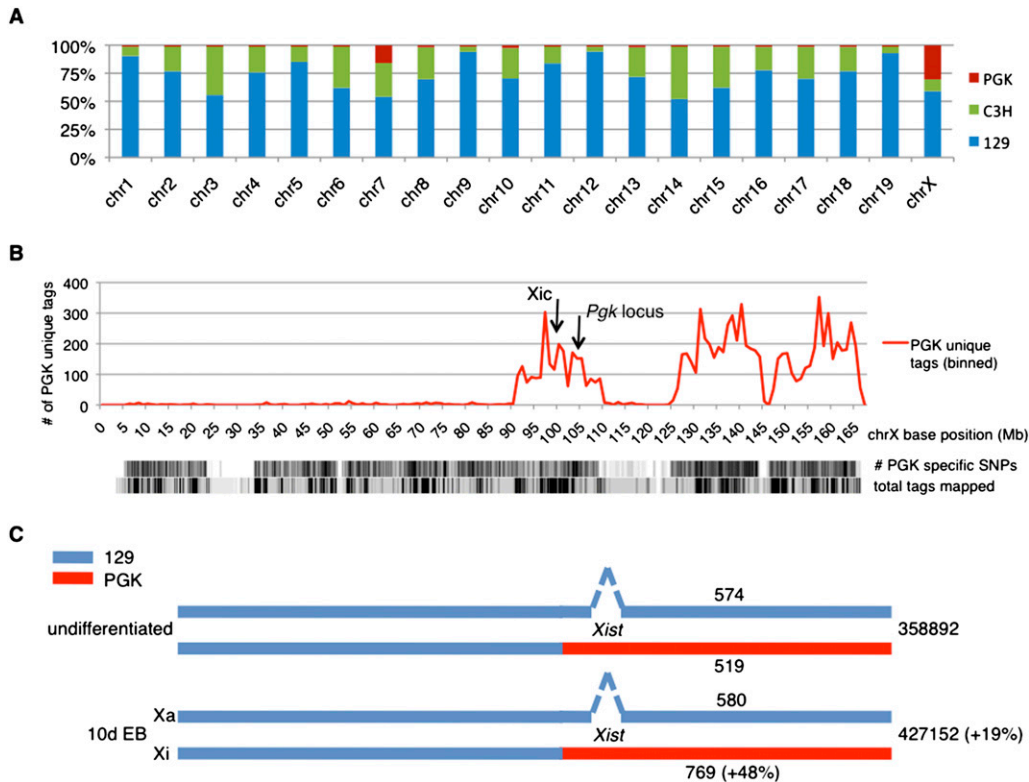 A
100%
75%
50%
25%
0%
chr1 chr2 chr3 chr4 chr5 chr6 chr7 chr8 chr9 chr10 chr11 chr12 chr13 chr14 chr15 chr16 chr17 chr18 chr19 chrX
PGK
C3H
129
B
# of PGK unique tags
400
300
200
100
0
Xic
Pgk locus
PGK unique
tags (binned)
0 5 10 15 20 25 30 35 40 45 50 55 60 65 70 75 80 85 90 95 100 105 110 115 120 125 130 135 140 145 150 155 160 165
chrX base position (Mb)
# PGK specific SNPs
total tags mapped
C
129
PGK
574
undifferentiated
Xist
358892
519
580
Xa
10d EB
Xist
427152 (+19%)
Xi
769 (+48%)